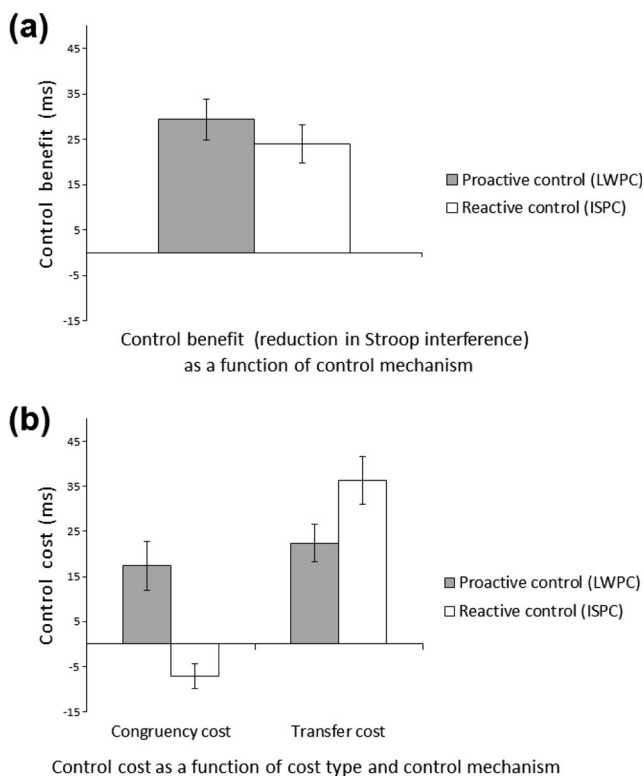 (a)
Control benefit (ms)
45
35
25
15
5
-5
-15
Proactive control (LWPC)
Reactive control (ISPC)
Control benefit (reduction in Stroop interference)
as a function of control mechanism
(b)
Control cost (ms)
45
35
25
15
5
-5
-15
Proactive control (LWPC)
Reactive control (ISPC)
Congruency cost
Transfer cost
Control cost as a function of cost type and control mechanism